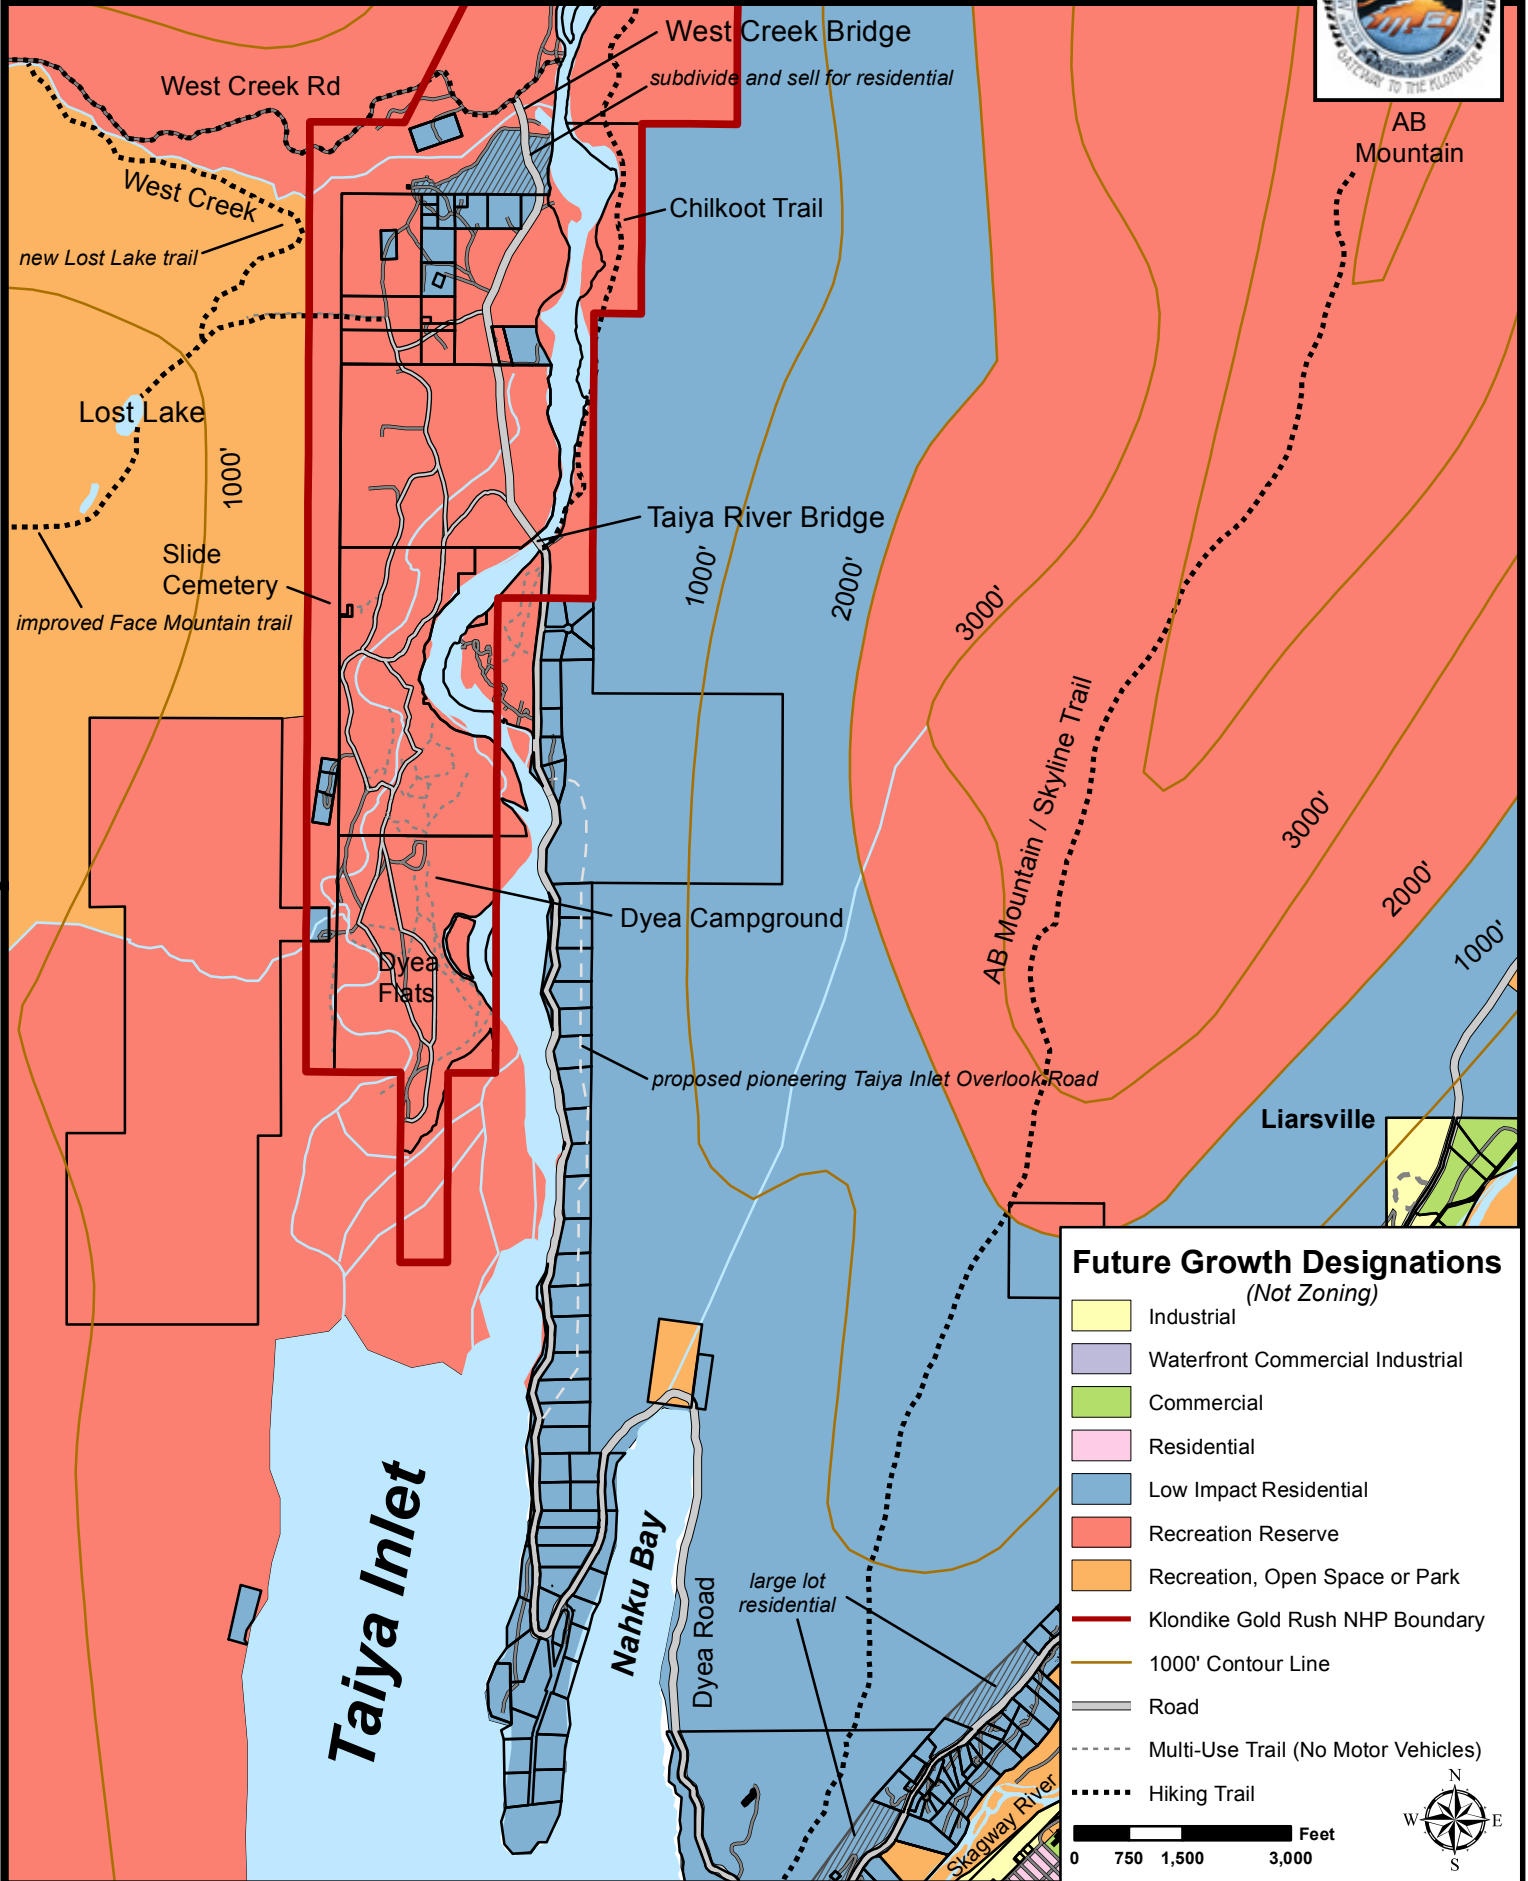 GATEWAY TO THE KLONDIKE
West Creek Bridge
West Creek Rd
subdivide and sell for residential
AB
Mountain
West Creek
Chilkoot Trail
new Lost Lake trail
Lost Lake
1000'
Taiya River Bridge
Slide
Cemetery
1000'
2000'
3000'
improved Face Mountain trail
AB Mountain / Skyline Trail
3000'
2000'
1000'
Dyea Campground
Dyea
Flats
proposed pioneering Taiya Inlet Overlook Road
Liarsville
Taiya Inlet
Nahku Bay
Dyea Road
large lot
residential
Skagway River
Future Growth Designations
(Not Zoning)
Industrial
Waterfront Commercial Industrial
Commercial
Residential
Low Impact Residential
Recreation Reserve
Recreation, Open Space or Park
Klondike Gold Rush NHP Boundary
1000' Contour Line
Road
Multi-Use Trail (No Motor Vehicles)
Hiking Trail
N
W E
S
Feet
0 750 1,500 3,000